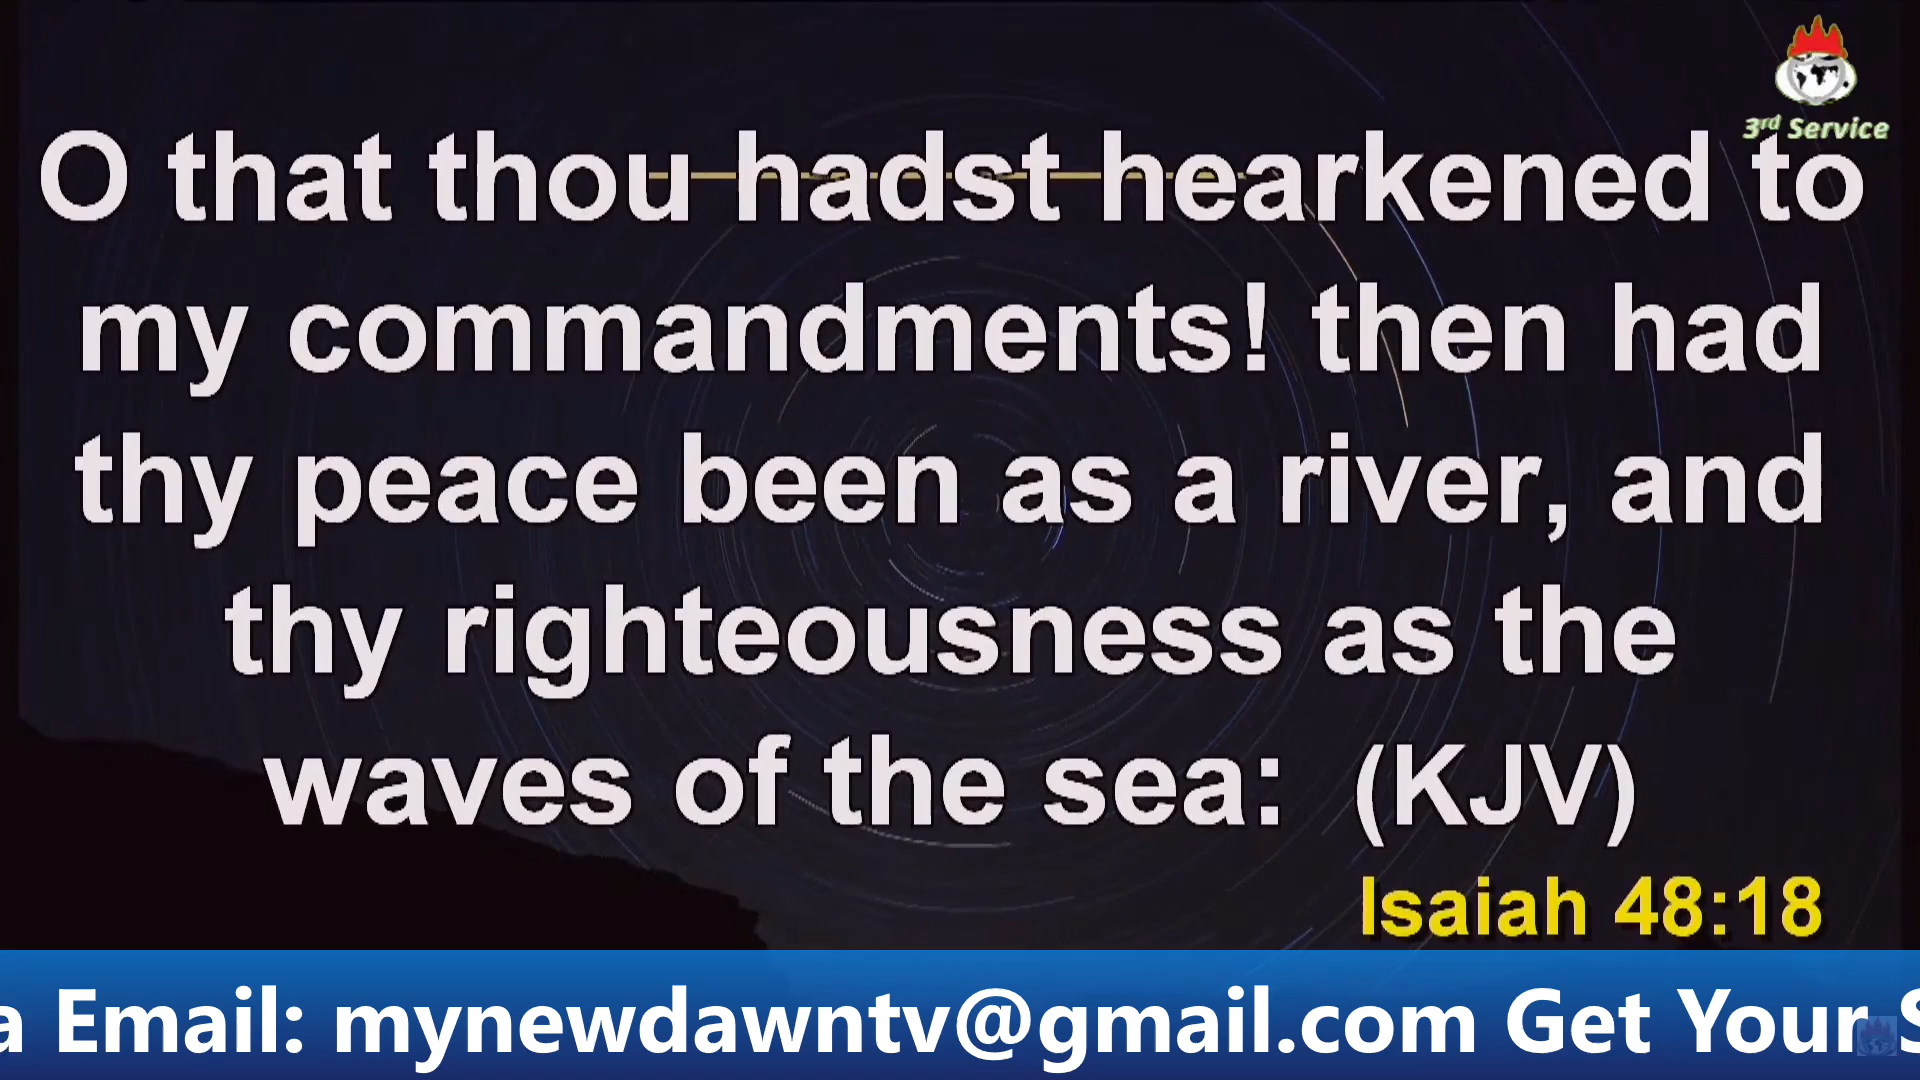 3rd Service
O that thou hadst hearkened to
my commandments! then had
thy peace been as a river, and
thy righteousness as the
waves of the sea:  (KJV)
Isaiah 48:18
a Email: mynewdawntv@gmail.com Get Your S